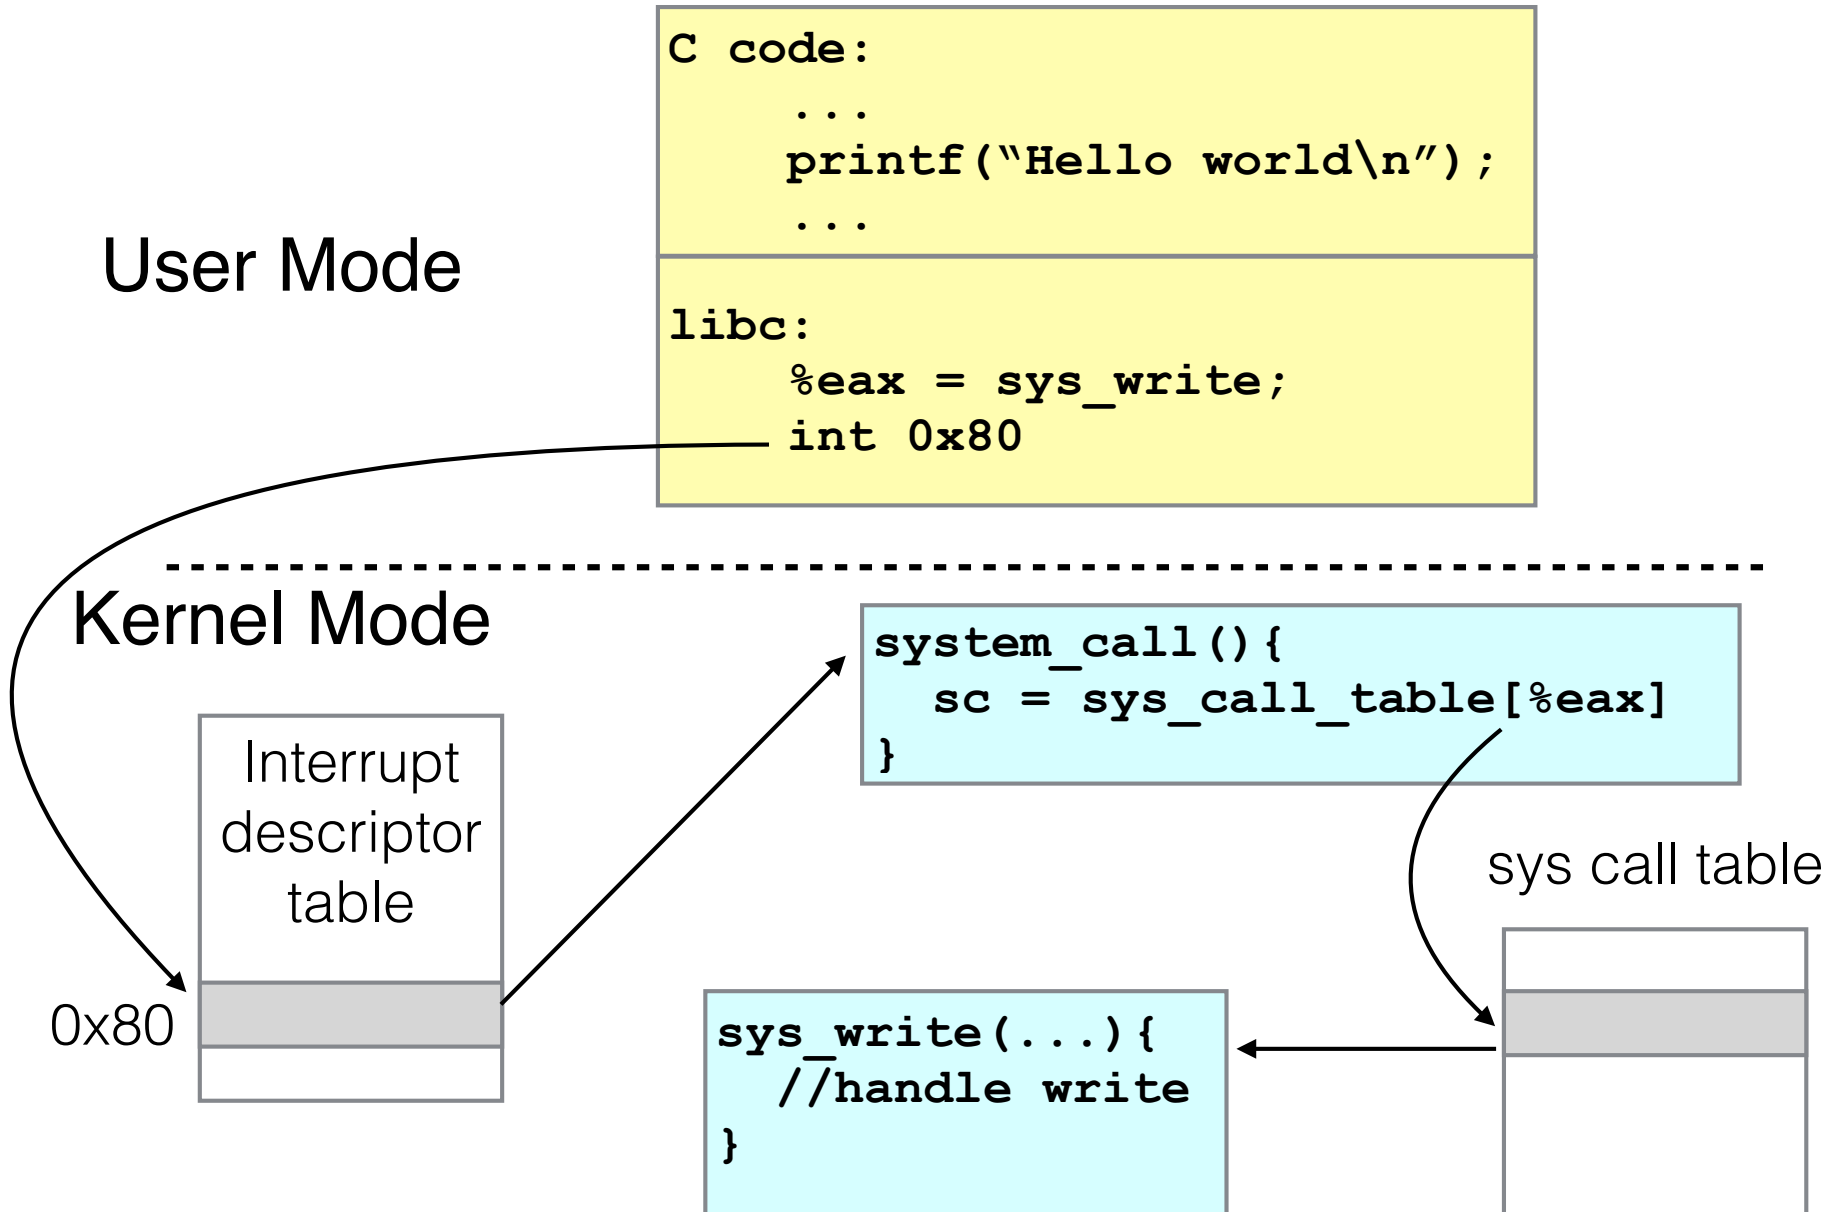 C code:
...
printf(“Hello world\n”);
...
User Mode
libc:
%eax = sys_write;
int 0x80
Kernel Mode
system_call(){
sc = sys_call_table[%eax]
}
Interrupt
descriptor
table
sys call table
0x80
sys_write(...){
//handle write
}